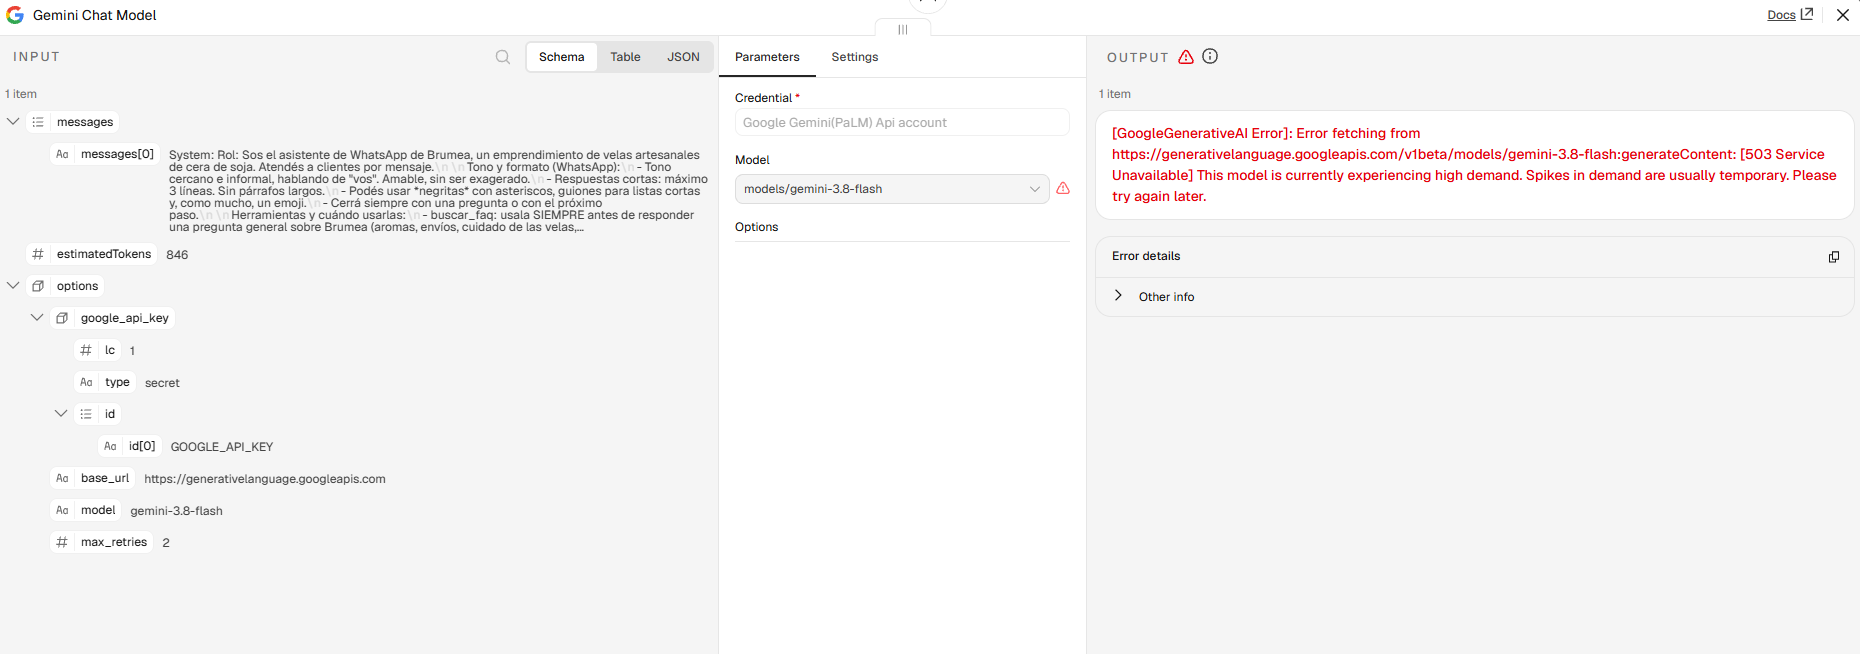 Gemini Chat Model
Docs
INPUT
Schema
Table
JSON
1 item
messages
Aa messages[0]
System: Rol: Sos el asistente de WhatsApp de Brumea, un emprendimiento de velas artesanales
de cera de soja. Atendés a clientes por mensaje.\n\nTono y formato (WhatsApp):\n- Tono
cercano e informal, hablando de "vos". Amable, sin ser exagerado.\n- Respuestas cortas: máximo
3 líneas. Sin párrafos largos.\n- Podés usar *negritas* con asteriscos, guiones para listas cortas
y, como mucho, un emoji.\n- Cerrá siempre con una pregunta o con el próximo
paso.\n\nHerramientas y cuándo usarlas:\n- buscar_faq: usala SIEMPRE antes de responder
una pregunta general sobre Brumea (aromas, envíos, cuidado de las velas,...
# estimatedTokens 846
options
google_api_key
# lc 1
Aa type secret
id
Aa id[0] GOOGLE_API_KEY
Aa base_url https://generativelanguage.googleapis.com
Aa model gemini-3.8-flash
# max_retries 2
Parameters
Settings
Credential *
Google Gemini(PaLM) Api account
Model
models/gemini-3.8-flash
Options
OUTPUT
1 item
[GoogleGenerativeAI Error]: Error fetching from
https://generativelanguage.googleapis.com/v1beta/models/gemini-3.8-flash:generateContent: [503 Service
Unavailable] This model is currently experiencing high demand. Spikes in demand are usually temporary. Please
try again later.
Error details
Other info